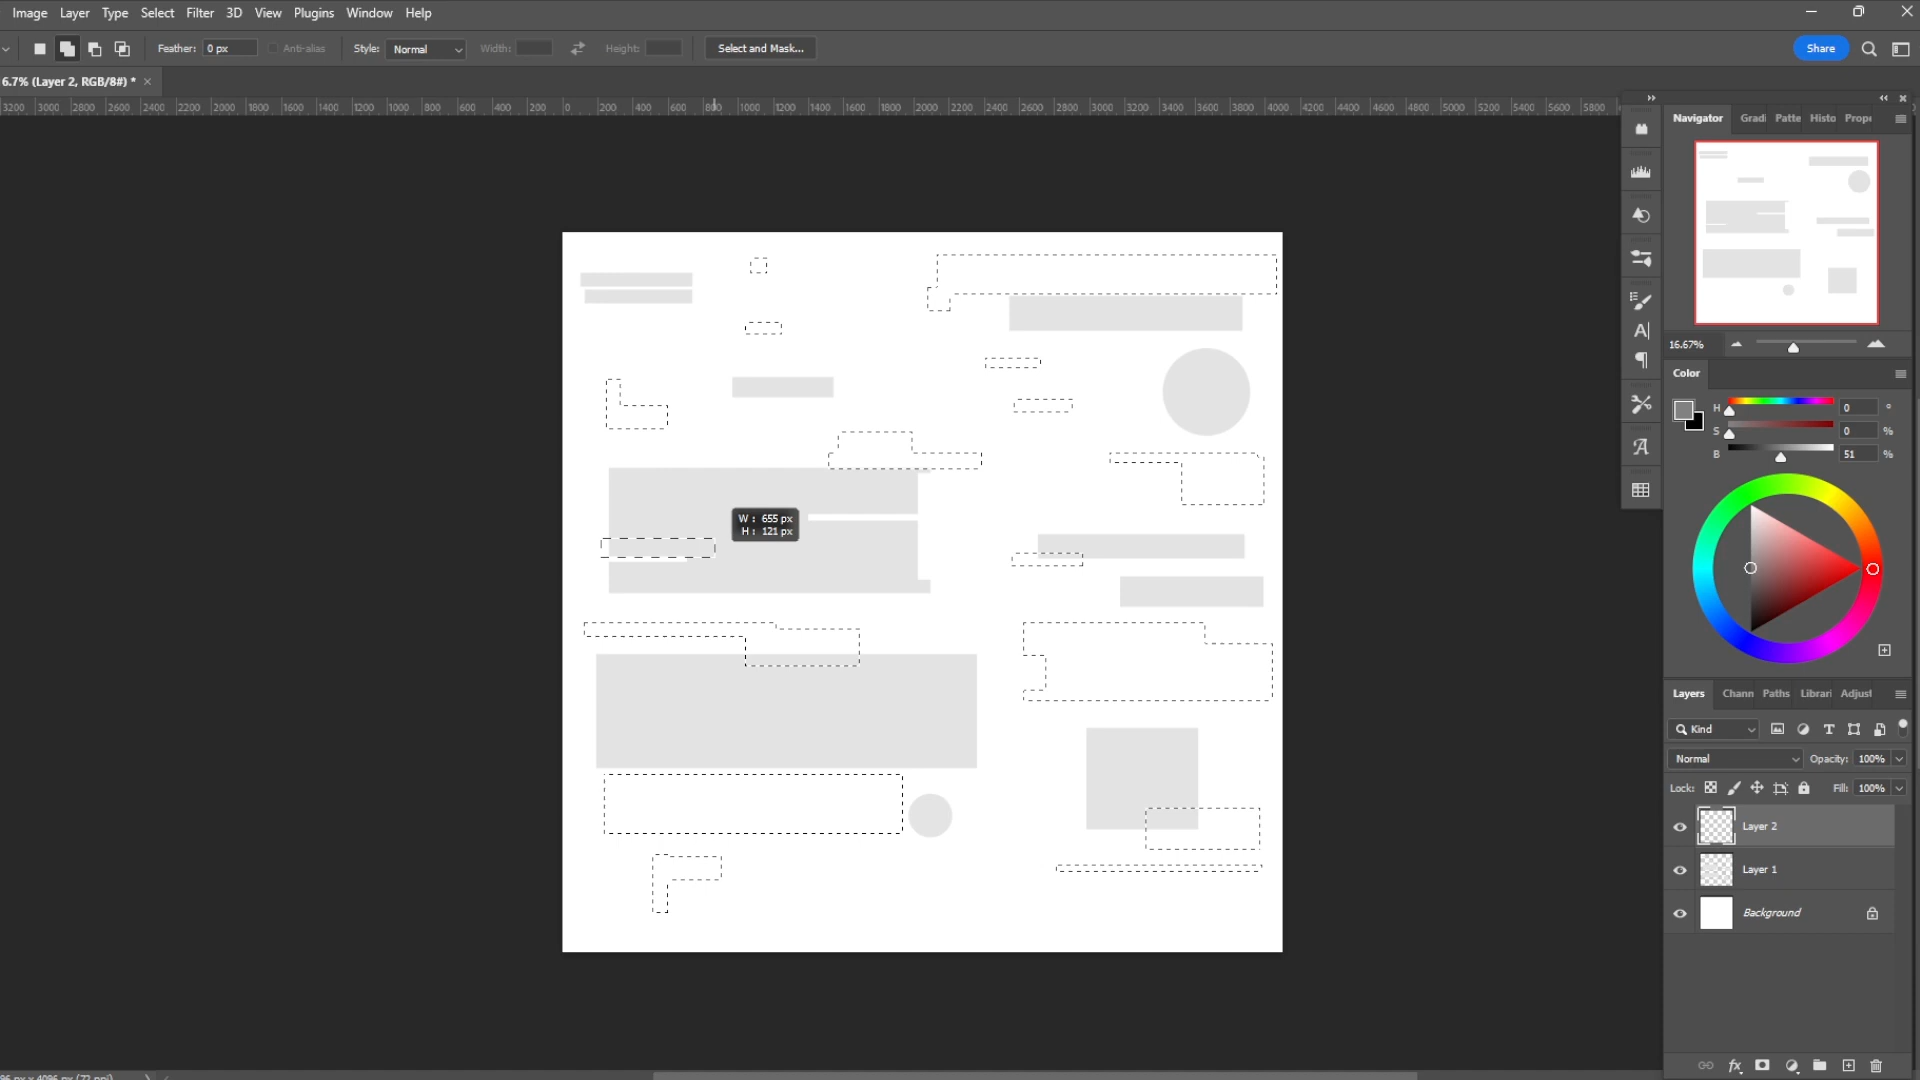 Image Layer Type Select Filter 3D View Plugins Window Help
Feather: 0 px Anti-alias Style: Normal Width: Height: Select and Mask... Share
6.7% (Layer 2, RGB/8#) * ×
3200 3000 2800 2600 2400 2200 2000 1800 1600 1400 1200 1000 800 600 400 200 0 200 400 600 800 1000 1200 1400 1600 1800 2000 2200 2400 2600 2800 3000 3200 3400 3600 3800 4000 4200 4400 4600 4800 5000 5200 5400 5600 5800
Navigator Gradi Patte Histo Prope
16.67%
Color
H 0 °
S 0 %
B 51 %
W : 655 px
H : 121 px
Layers Chann Paths Librari Adjust
Kind
Normal Opacity: 100%
Lock: Fill: 100%
Layer 2
Layer 1
Background
96 px x 4096 px (72 ppi)